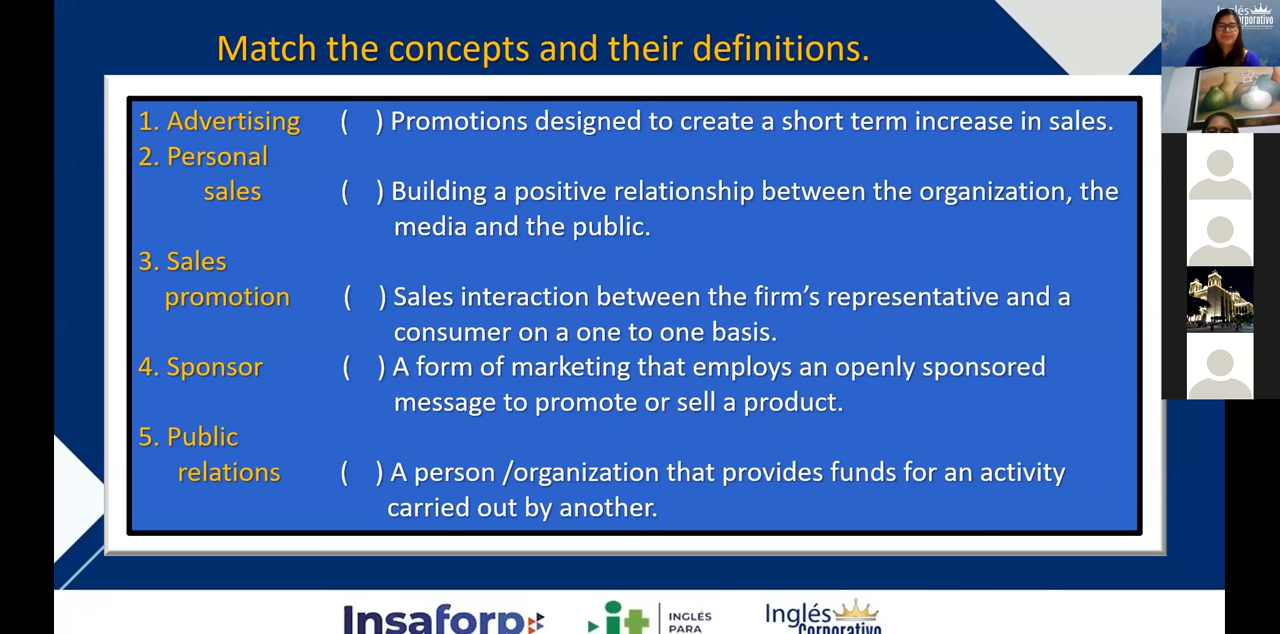 Match the concepts and their definitions.
1. Advertising ( ) Promotions designed to create a short term increase in sales.
2. Personal
sales ( ) Building a positive relationship between the organization, the
media and the public.
3. Sales
promotion ( ) Sales interaction between the firm's representative and a
consumer on a one to one basis.
4. Sponsor ( ) A form of marketing that employs an openly sponsored
message to promote or sell a product.
5. Public
relations ( ) A person /organization that provides funds for an activity
carried out by another.
Insaforp
it INGLÉS
PARA
Inglés
Corporativo